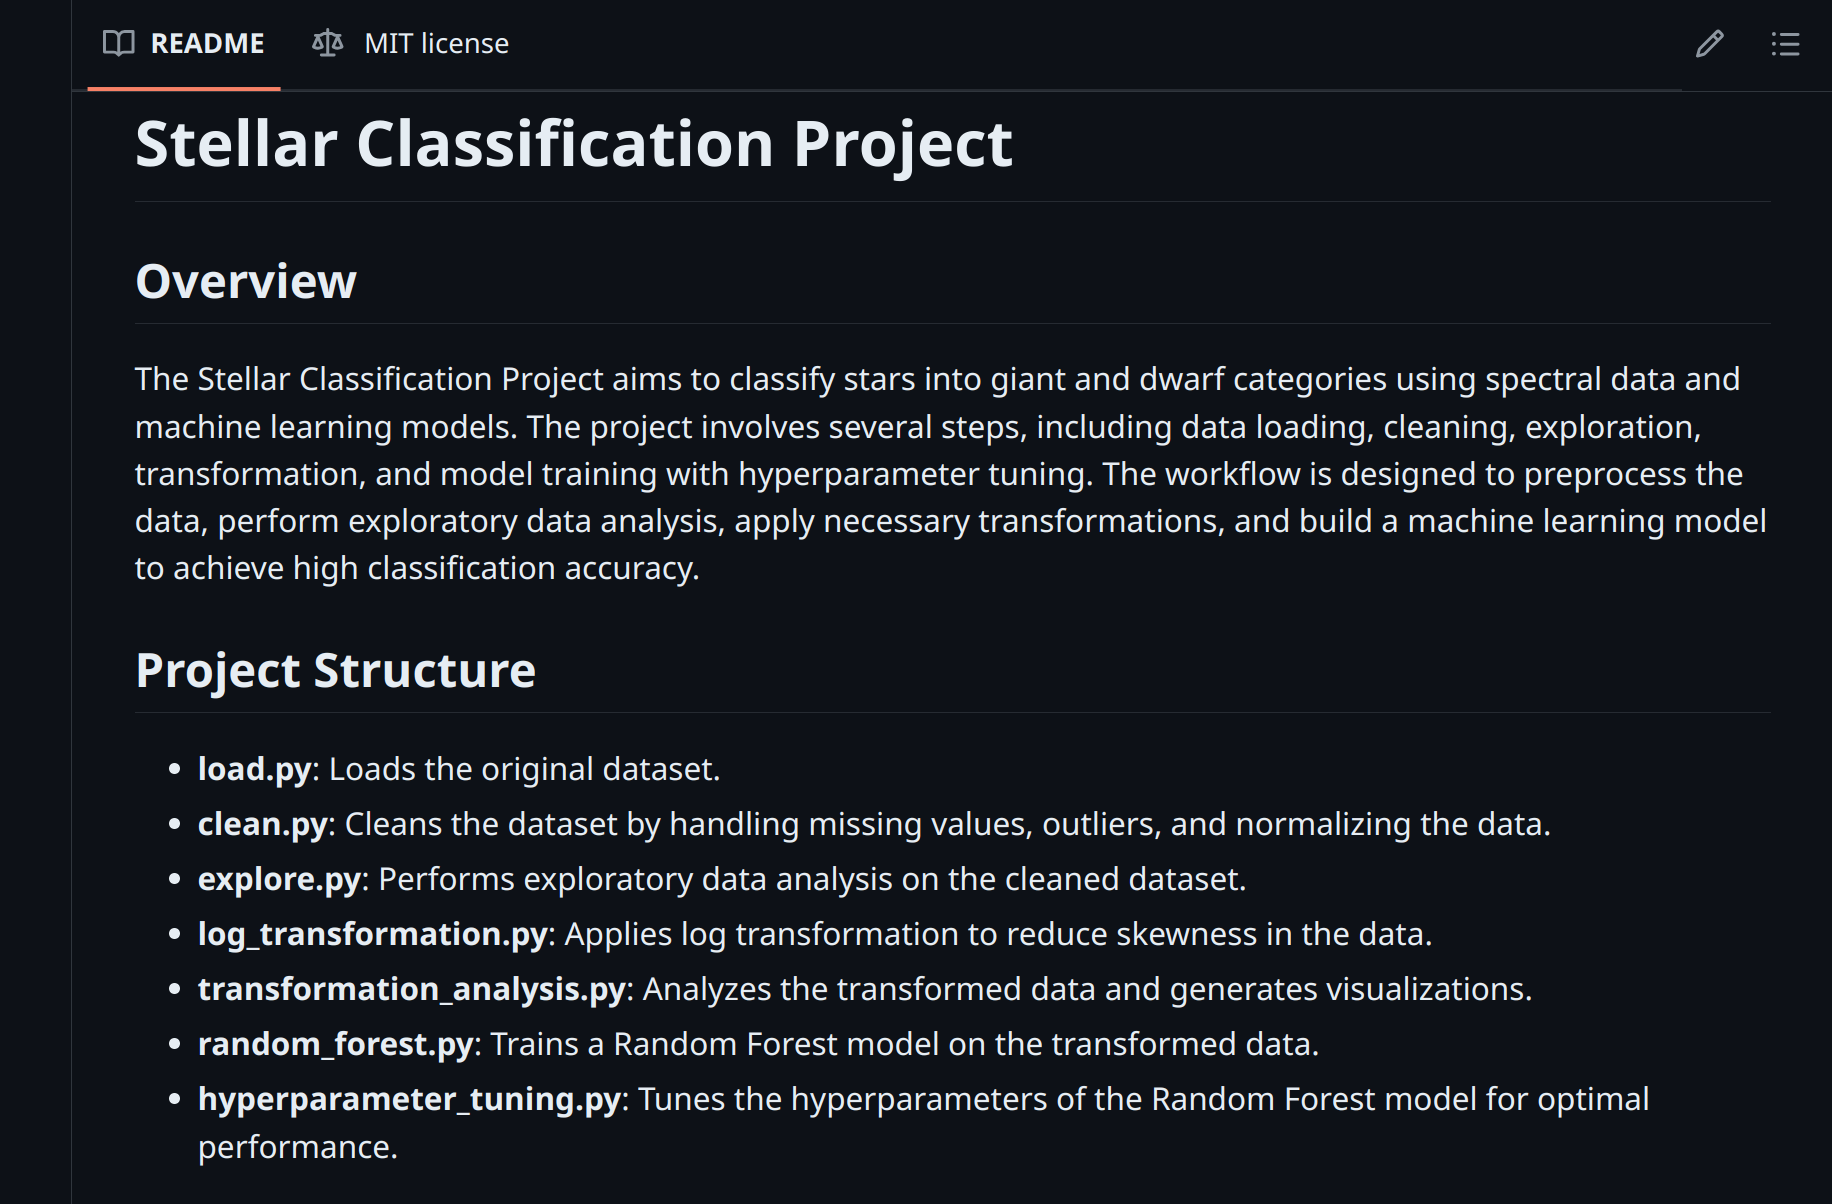 README
MIT license
Stellar Classification Project
Overview
The Stellar Classification Project aims to classify stars into giant and dwarf categories using spectral data and
machine learning models. The project involves several steps, including data loading, cleaning, exploration,
transformation, and model training with hyperparameter tuning. The workflow is designed to preprocess the
data, perform exploratory data analysis, apply necessary transformations, and build a machine learning model
to achieve high classification accuracy.
Project Structure
load.py: Loads the original dataset.
clean.py: Cleans the dataset by handling missing values, outliers, and normalizing the data.
explore.py: Performs exploratory data analysis on the cleaned dataset.
log_transformation.py: Applies log transformation to reduce skewness in the data.
transformation_analysis.py: Analyzes the transformed data and generates visualizations.
random_forest.py: Trains a Random Forest model on the transformed data.
hyperparameter_tuning.py: Tunes the hyperparameters of the Random Forest model for optimal
performance.